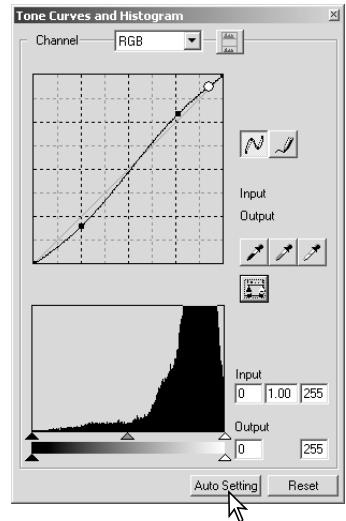 Tone Curves and Histogram
Channel RGB
Input
Output
Input
0 1.00 255
Output
0 255
Auto Setting Reset